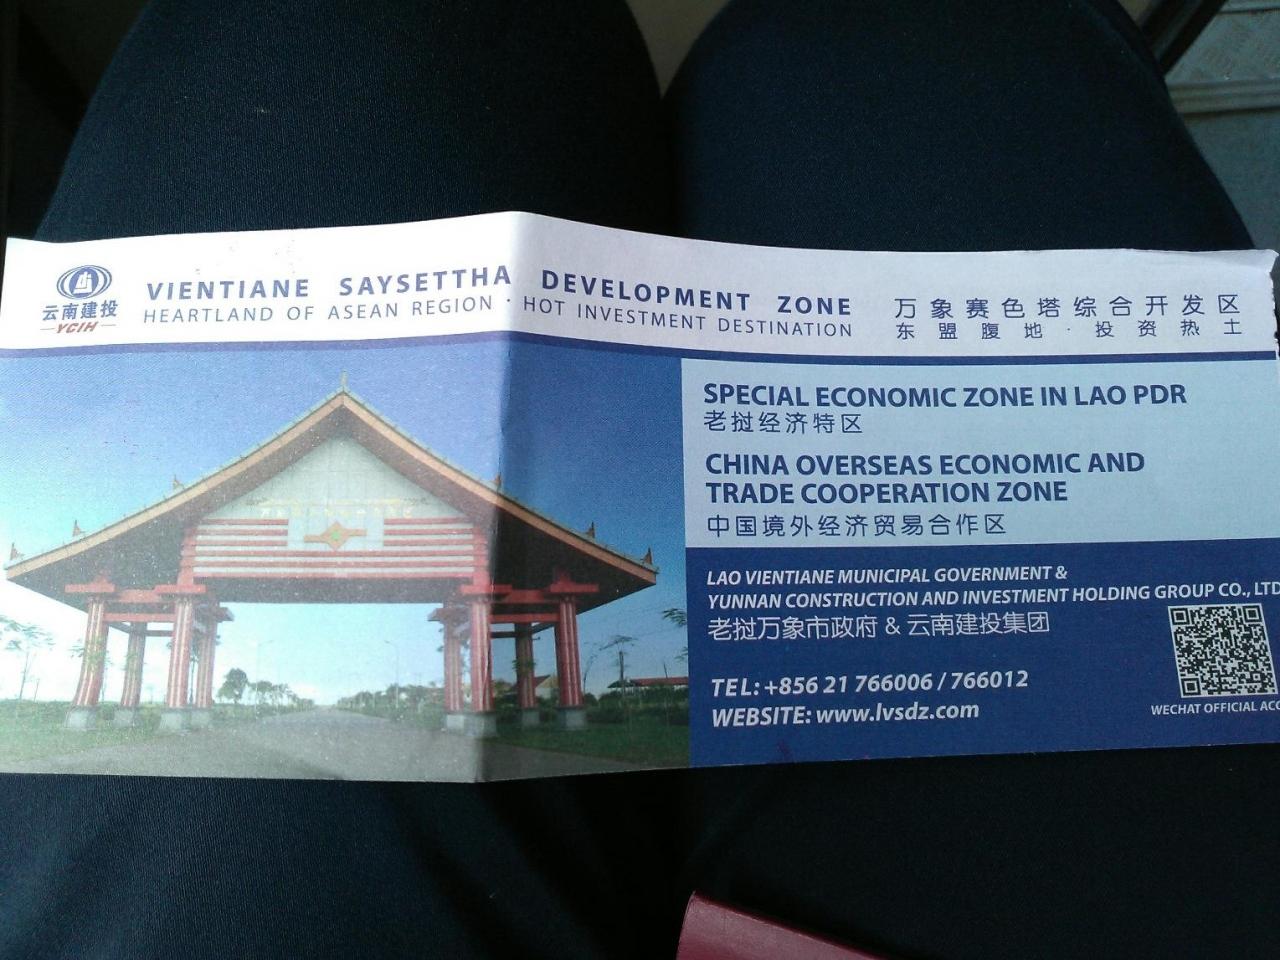 云南建投
YCIH
VIENTIANE SAYSETTHA DEVELOPMENT ZONE
HEARTLAND OF ASEAN REGION · HOT INVESTMENT DESTINATION
万象赛色塔综合开发区
东盟腹地 · 投资热土
SPECIAL ECONOMIC ZONE IN LAO PDR
老挝经济特区
CHINA OVERSEAS ECONOMIC AND
TRADE COOPERATION ZONE
中国境外经济贸易合作区
LAO VIENTIANE MUNICIPAL GOVERNMENT &
YUNNAN CONSTRUCTION AND INVESTMENT HOLDING GROUP CO., LTD
老挝万象市政府 & 云南建投集团
TEL: +856 21 766006 / 766012
WEBSITE: www.lvsdz.com
WECHAT OFFICIAL ACC